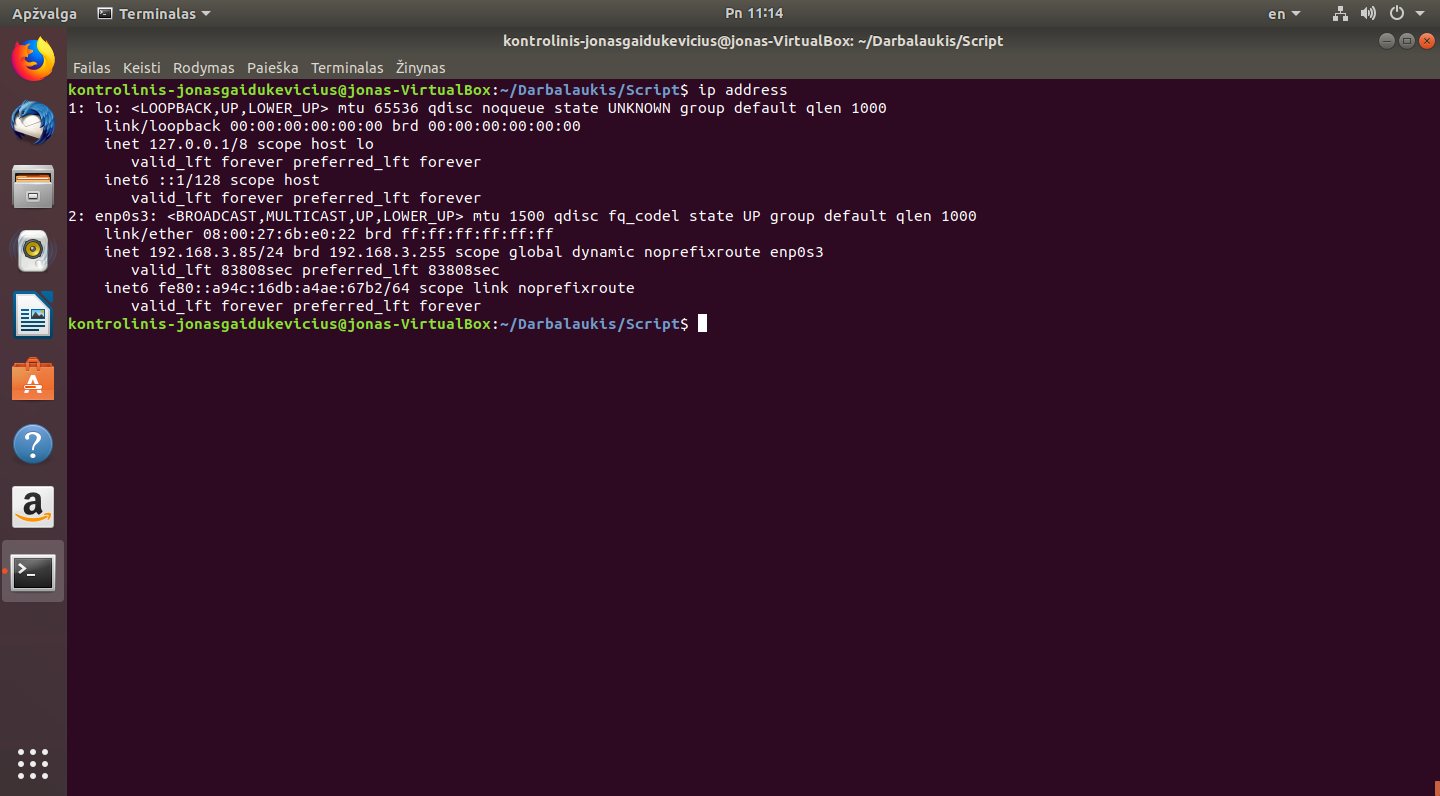 Apžvalga Terminalas Pn 11:14 en
kontrolinis-jonasgaidukevicius@jonas-VirtualBox: ~/Darbalaukis/Script
Failas Keisti Rodymas Paieška Terminalas Žinynas
kontrolinis-jonasgaidukevicius@jonas-VirtualBox:~/Darbalaukis/Script$ ip address
1: lo: <LOOPBACK,UP,LOWER_UP> mtu 65536 qdisc noqueue state UNKNOWN group default qlen 1000
    link/loopback 00:00:00:00:00:00 brd 00:00:00:00:00:00
    inet 127.0.0.1/8 scope host lo
       valid_lft forever preferred_lft forever
    inet6 ::1/128 scope host
       valid_lft forever preferred_lft forever
2: enp0s3: <BROADCAST,MULTICAST,UP,LOWER_UP> mtu 1500 qdisc fq_codel state UP group default qlen 1000
    link/ether 08:00:27:6b:e0:22 brd ff:ff:ff:ff:ff:ff
    inet 192.168.3.85/24 brd 192.168.3.255 scope global dynamic noprefixroute enp0s3
       valid_lft 83808sec preferred_lft 83808sec
    inet6 fe80::a94c:16db:a4ae:67b2/64 scope link noprefixroute
       valid_lft forever preferred_lft forever
kontrolinis-jonasgaidukevicius@jonas-VirtualBox:~/Darbalaukis/Script$